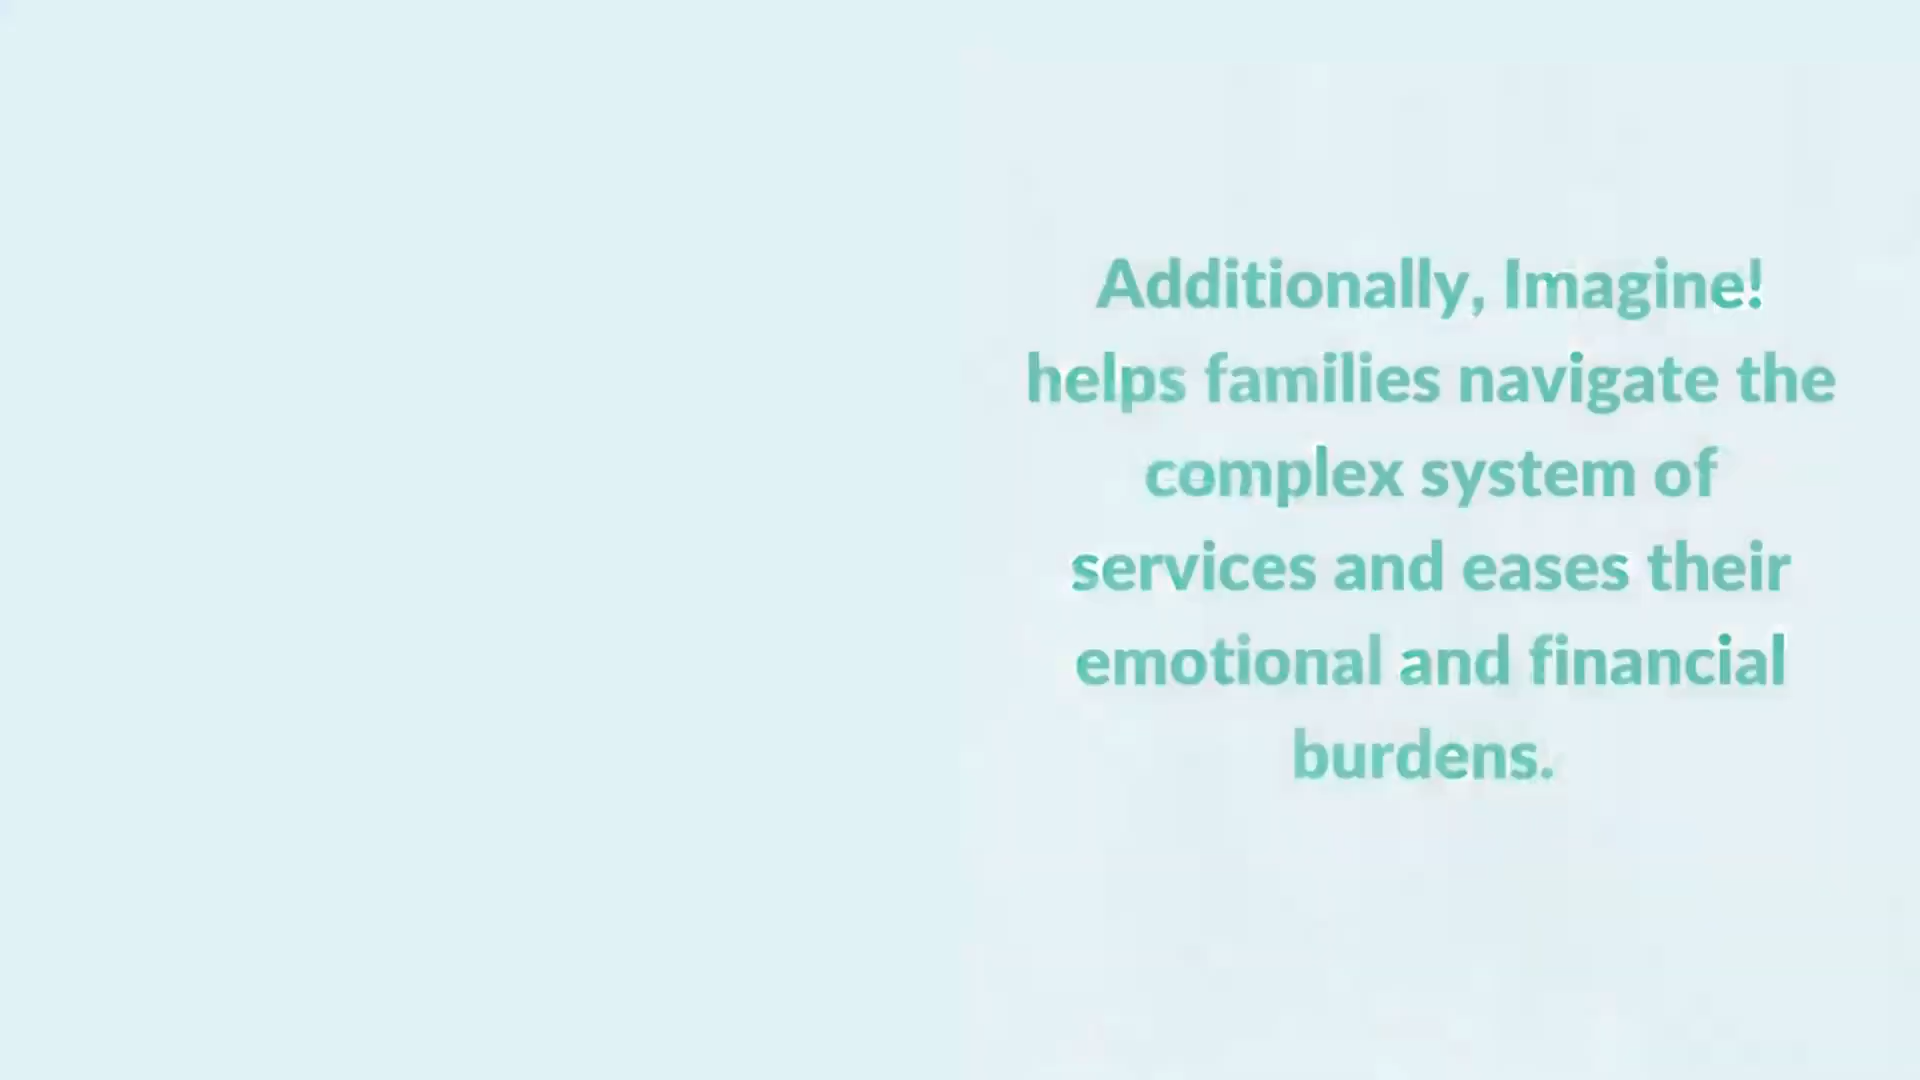 Additionally, Imagine!
helps families navigate the
complex system of
services and eases their
emotional and financial
burdens.